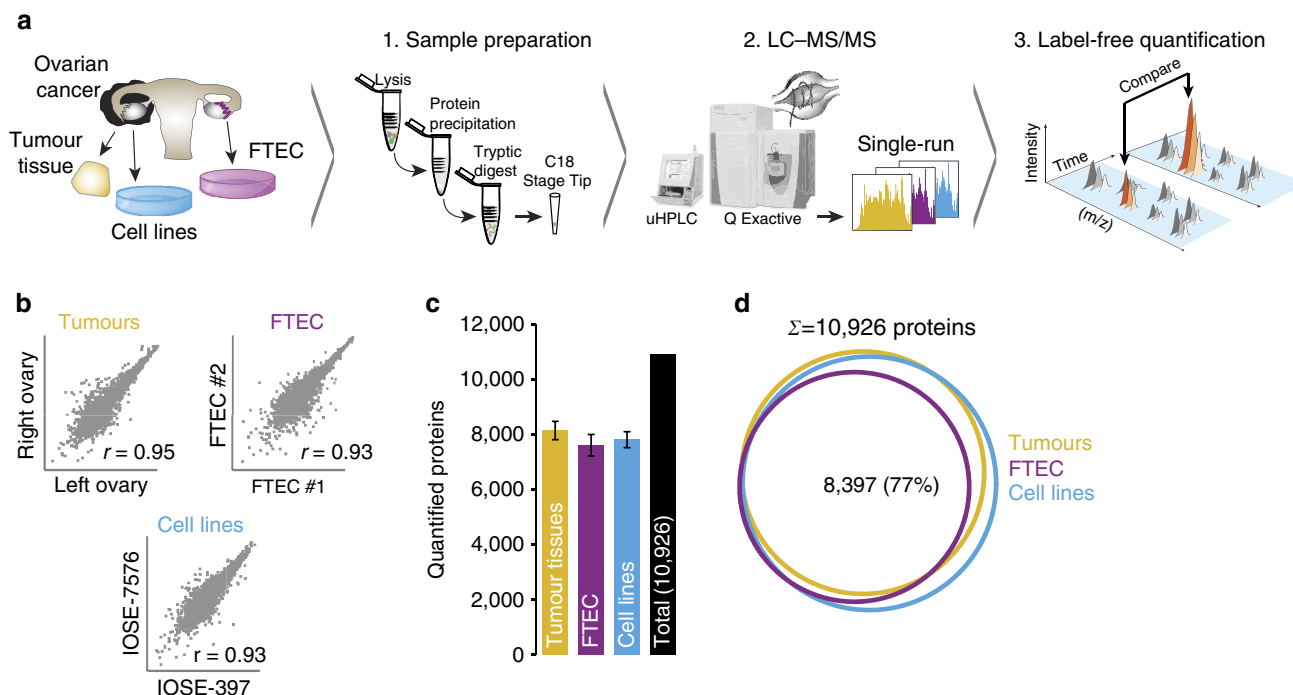 a
1. Sample preparation
2. LC–MS/MS
3. Label-free quantification
Ovarian
cancer
Tumour
tissue
FTEC
Cell lines
Lysis
Protein
precipitation
Tryptic
digest
C18
Stage Tip
uHPLC
Q Exactive
Single-run
Compare
Intensity
Time
(m/z)
b
Tumours
Right ovary
r = 0.95
Left ovary
FTEC
FTEC #2
r = 0.93
FTEC #1
Cell lines
IOSE-7576
r = 0.93
IOSE-397
c
Quantified proteins
12,000
10,000
8,000
6,000
4,000
2,000
0
Tumour tissues
FTEC
Cell lines
Total (10,926)
d
Σ=10,926 proteins
8,397 (77%)
Tumours
FTEC
Cell lines